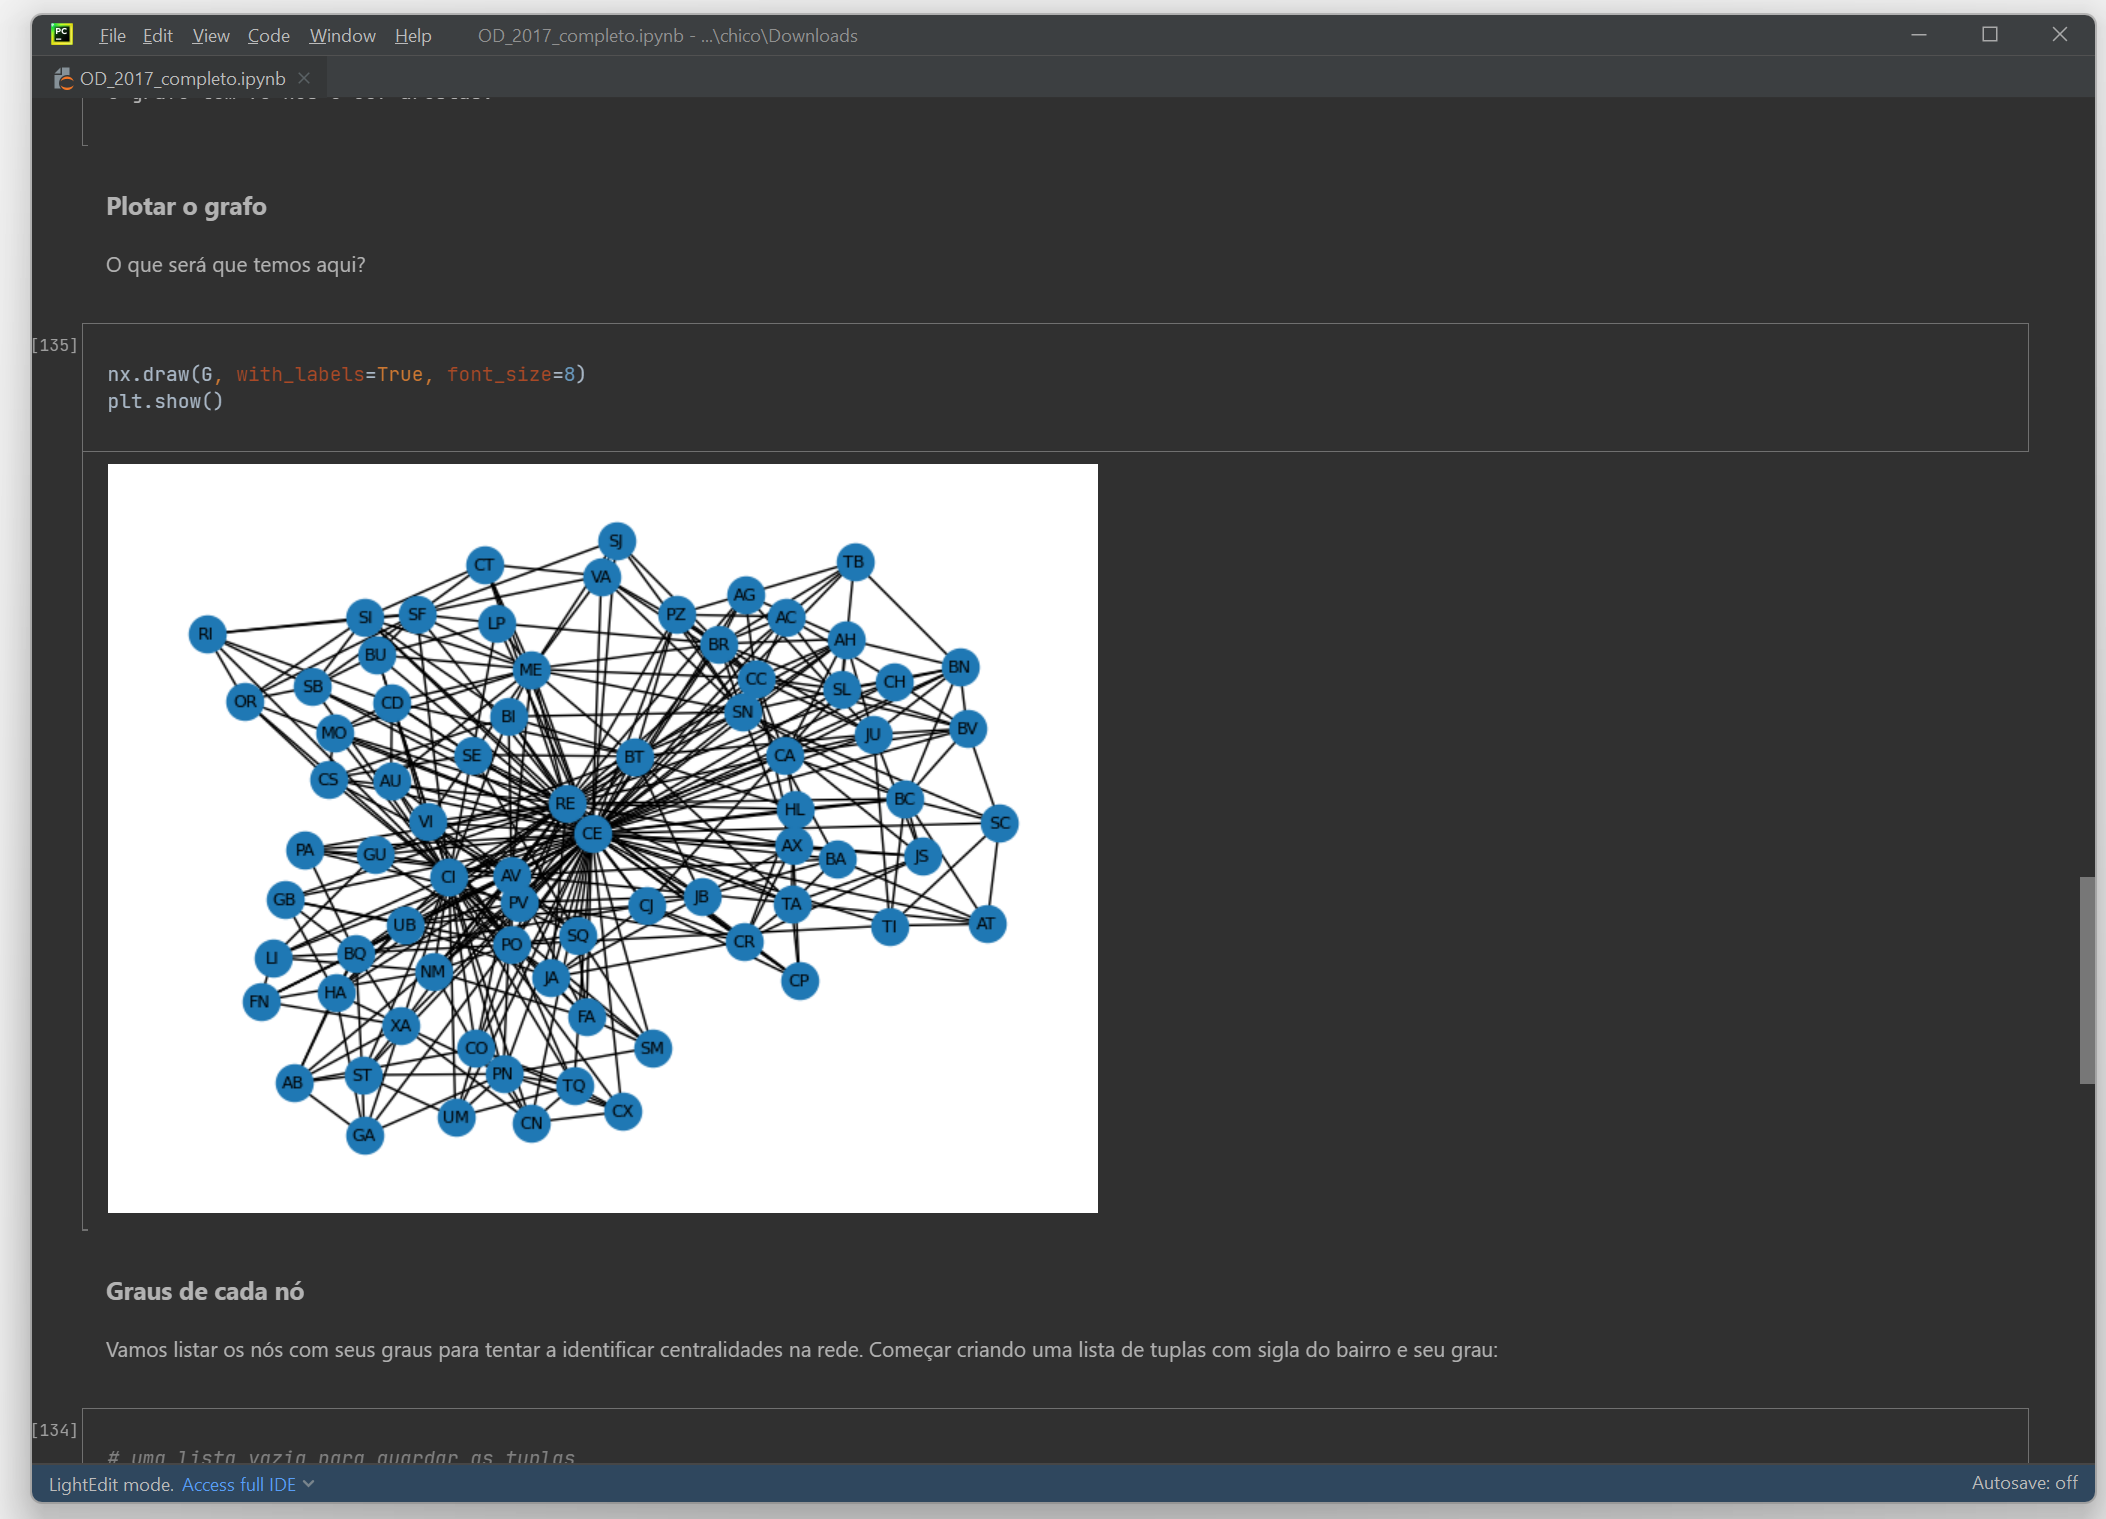 PC
File Edit View Code Window Help OD_2017_completo.ipynb - ...\chico\Downloads
OD_2017_completo.ipynb
Plotar o grafo
O que será que temos aqui?
[135]
nx.draw(G, with_labels=True, font_size=8)
plt.show()
SJ
CT
TB
VA
AG
PZ
AC
SI
SF
LP
RI
AH
BR
BU
BN
ME
CC
CH
SB
SL
OR
CD
SN
BI
BV
MO
JU
SE
BT
CA
CS
AU
BC
RE
HL
VI
SC
CE
AX
PA
GU
BA
JS
CI
AV
JB
GB
PV
CJ
TA
UB
AT
TI
SQ
CR
PO
BQ
LI
NM
JA
CP
HA
FN
FA
XA
CO
SM
PN
ST
AB
TQ
CX
UM
CN
GA
Graus de cada nó
Vamos listar os nós com seus graus para tentar a identificar centralidades na rede. Começar criando uma lista de tuplas com sigla do bairro e seu grau:
[134]
# uma lista vazia para guardar as tuplas
LightEdit mode. Access full IDE
Autosave: off